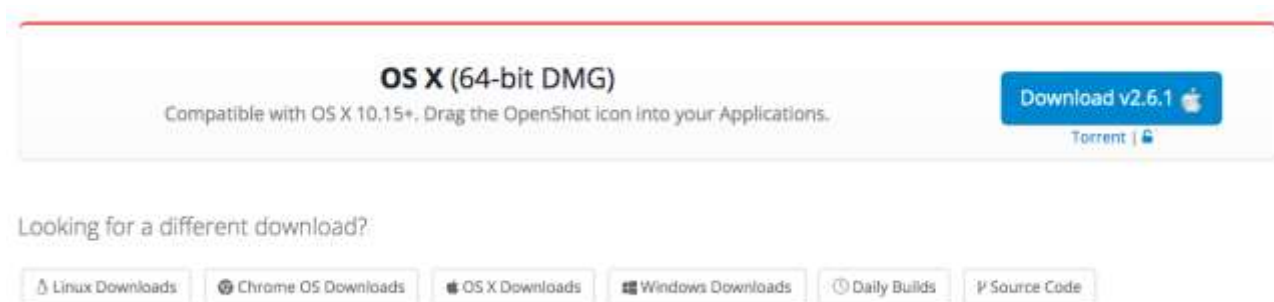 OS X (64-bit DMG)
Compatible with OS X 10.15+. Drag the OpenShot icon into your Applications.
Download v2.6.1
Torrent |
Looking for a different download?
Linux Downloads
Chrome OS Downloads
OS X Downloads
Windows Downloads
Daily Builds
Source Code